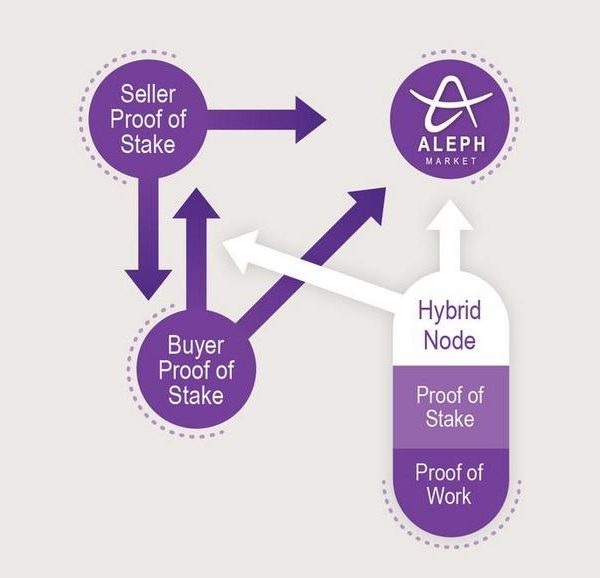 Seller
Proof of
Stake
ALEPH
MARKET
Buyer
Proof of
Stake
Hybrid
Node
Proof of
Stake
Proof of
Work